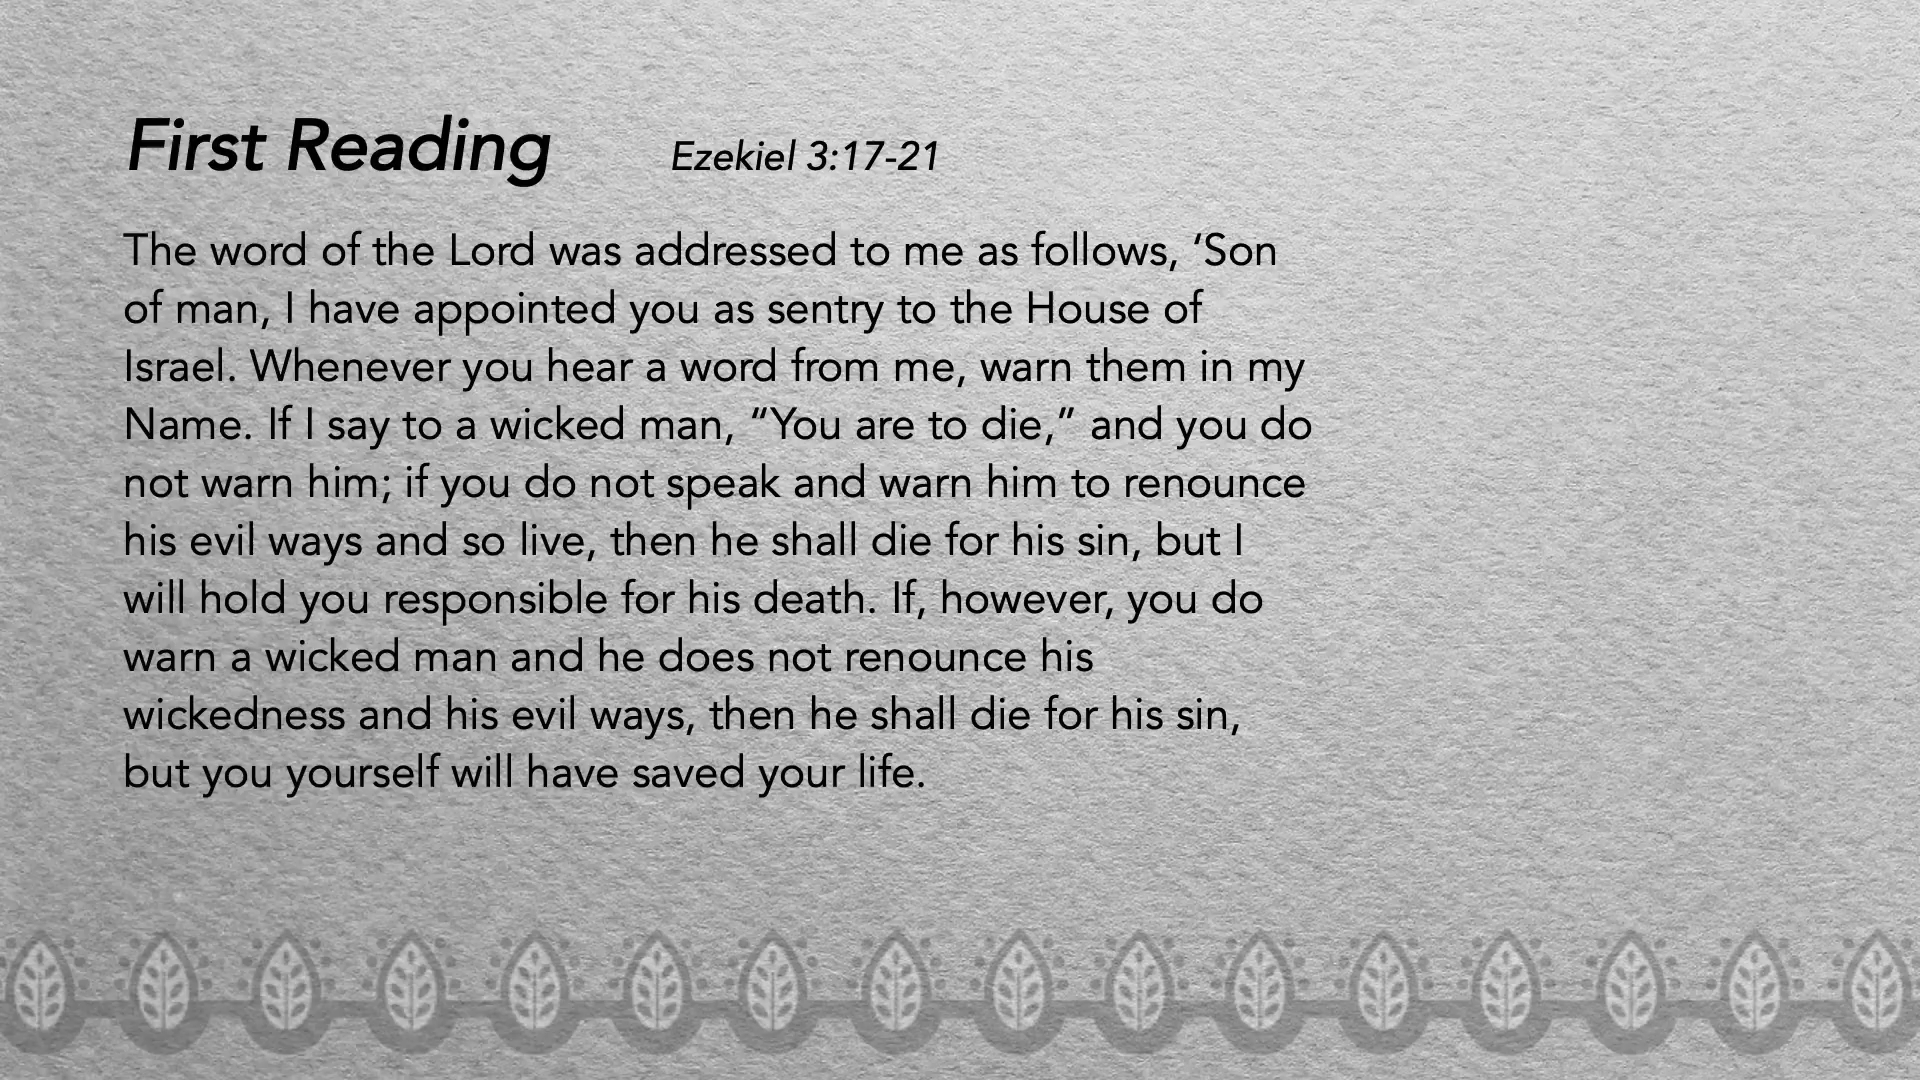 First Reading Ezekiel 3:17-21
The word of the Lord was addressed to me as follows, ‘Son
of man, I have appointed you as sentry to the House of
Israel. Whenever you hear a word from me, warn them in my
Name. If I say to a wicked man, “You are to die,” and you do
not warn him; if you do not speak and warn him to renounce
his evil ways and so live, then he shall die for his sin, but I
will hold you responsible for his death. If, however, you do
warn a wicked man and he does not renounce his
wickedness and his evil ways, then he shall die for his sin,
but you yourself will have saved your life.